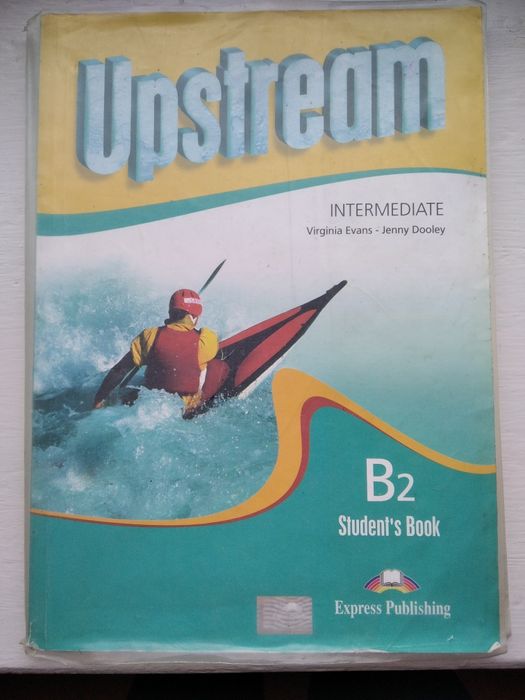 Upstream
INTERMEDIATE
Virginia Evans - Jenny Dooley
B2
Student's Book
Express Publishing